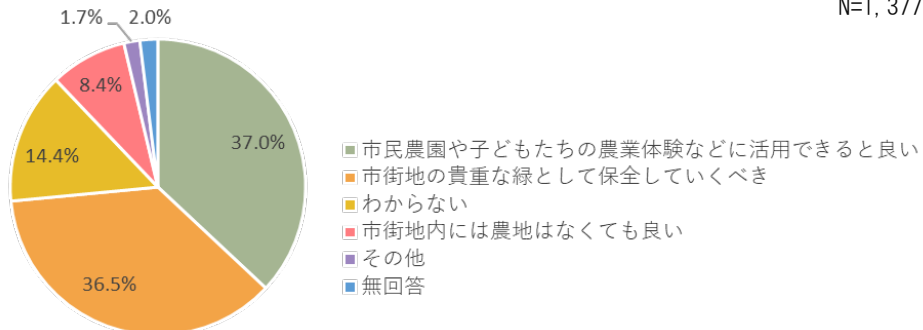 N=1,377
1.7%
2.0%
8.4%
37.0%
14.4%
36.5%
市民農園や子どもたちの農業体験などに活用できると良い
市街地の貴重な緑として保全していくべき
わからない
市街地内には農地はなくても良い
その他
無回答